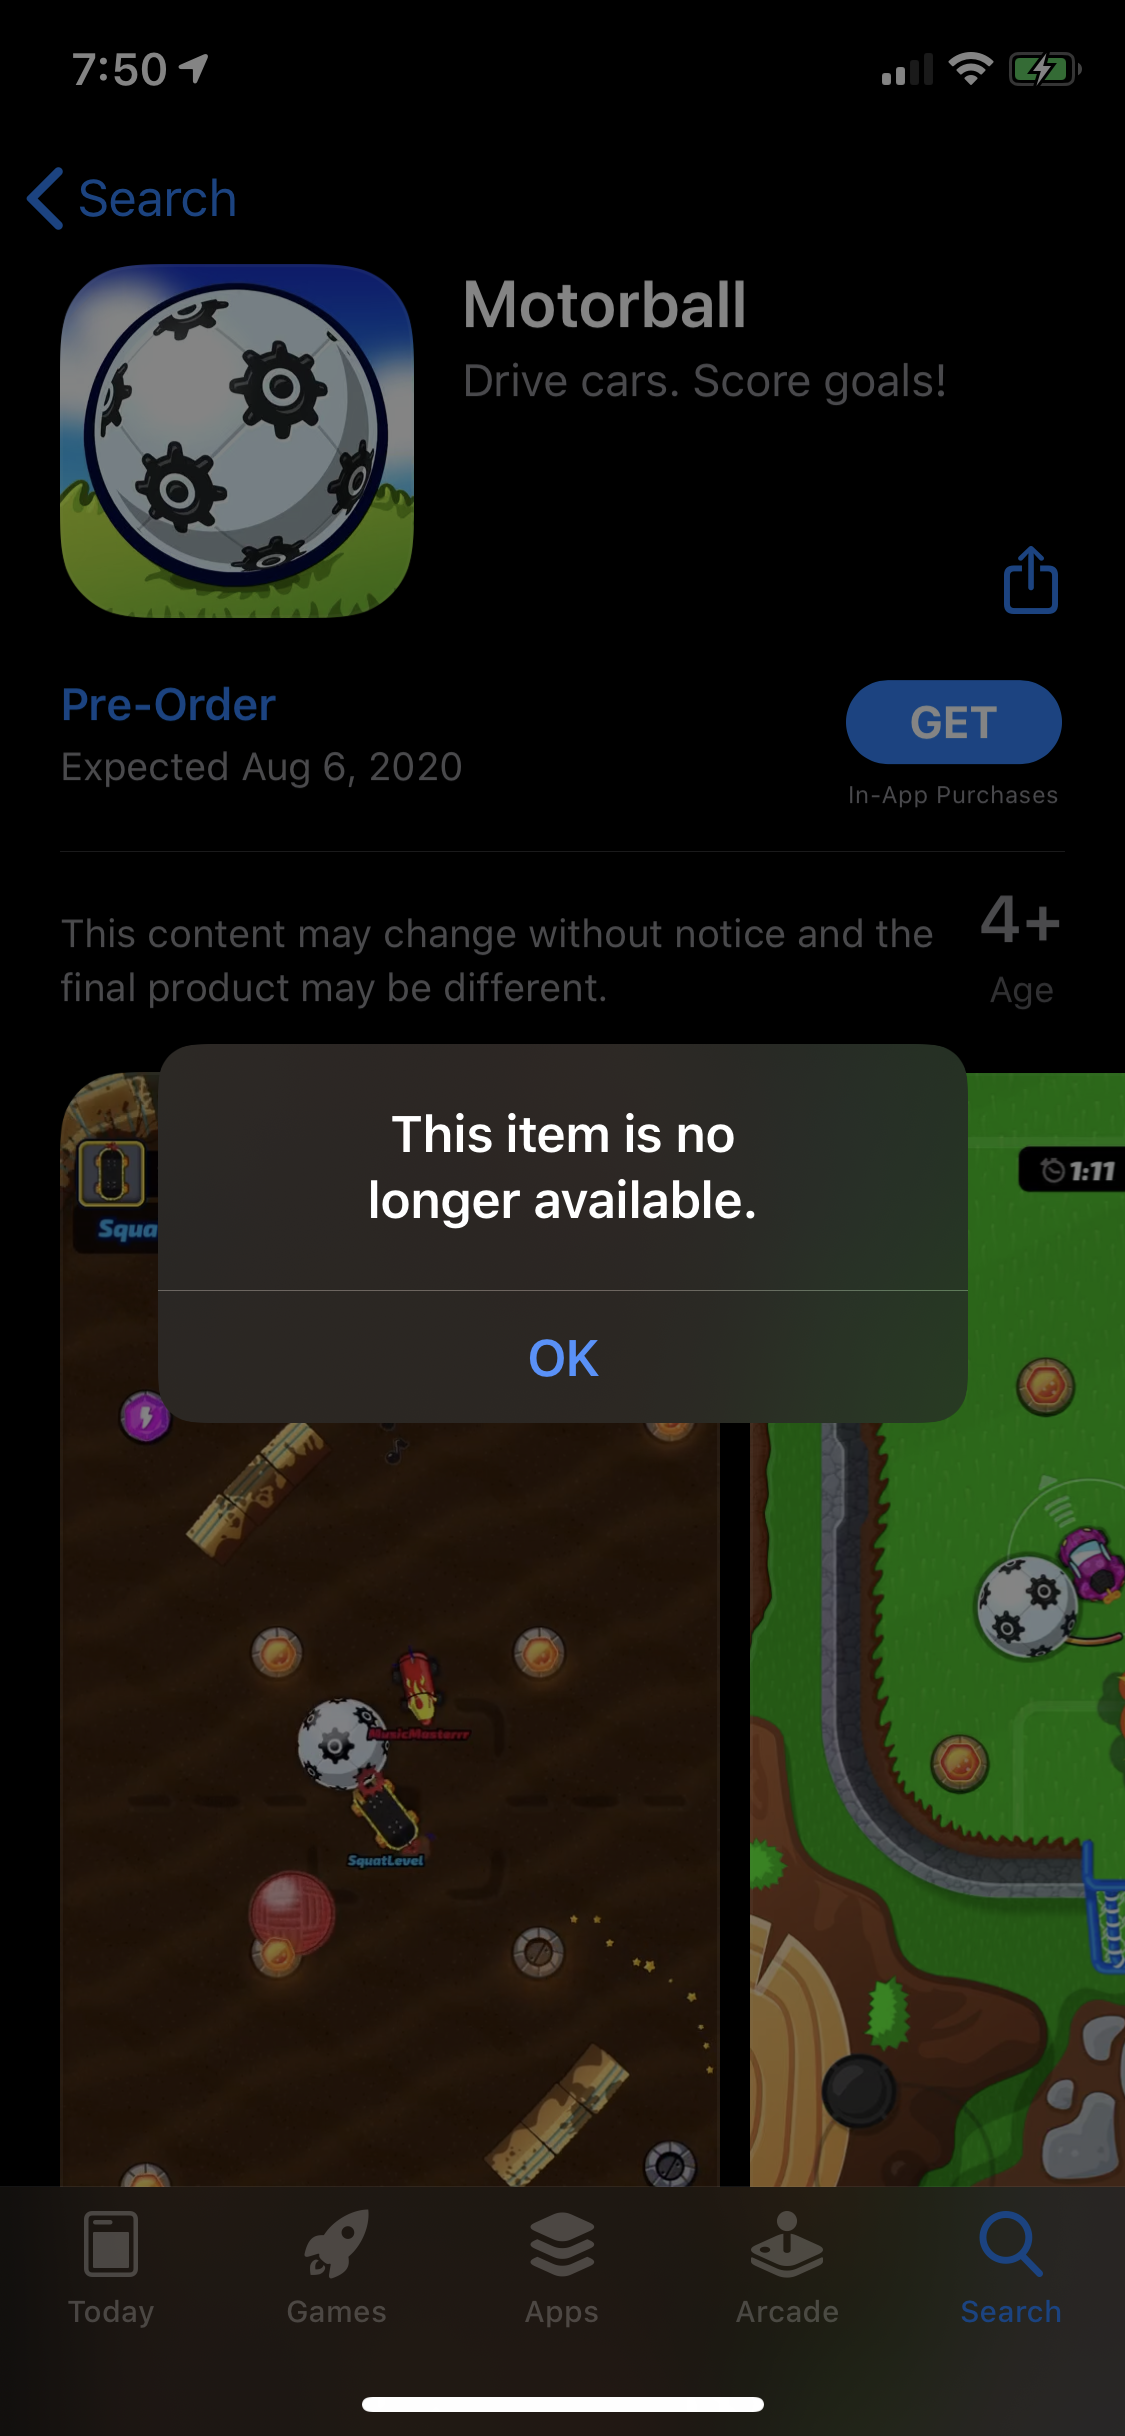 7:50
Search
Motorball
Drive cars. Score goals!
Pre-Order
Expected Aug 6, 2020
GET
In-App Purchases
This content may change without notice and the
final product may be different.
4+
Age
This item is no
longer available.
OK
Squa
1:11
MusicMasterrr
SquatLevel
Today
Games
Apps
Arcade
Search